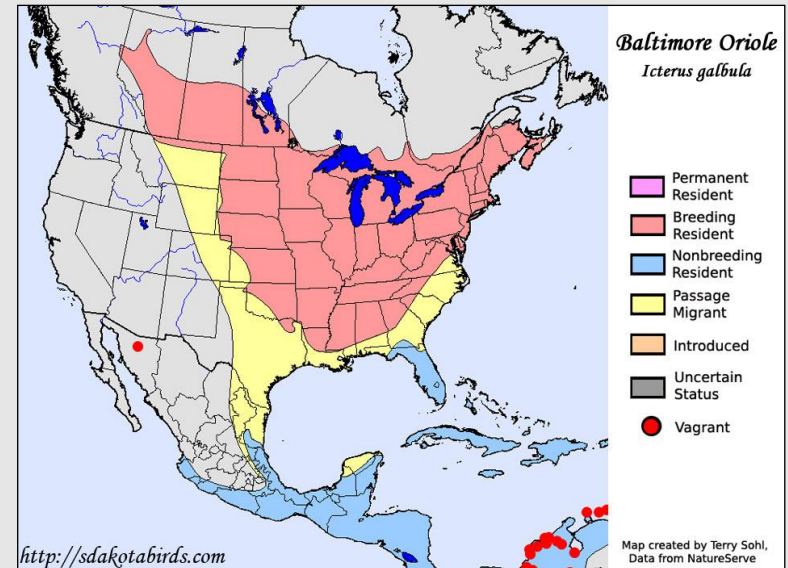 Baltimore Oriole
Icterus galbula
Permanent
Resident
Breeding
Resident
Nonbreeding
Resident
Passage
Migrant
Introduced
Uncertain
Status
Vagrant
http://sdakotabirds.com
Map created by Terry Sohl,
Data from NatureServe